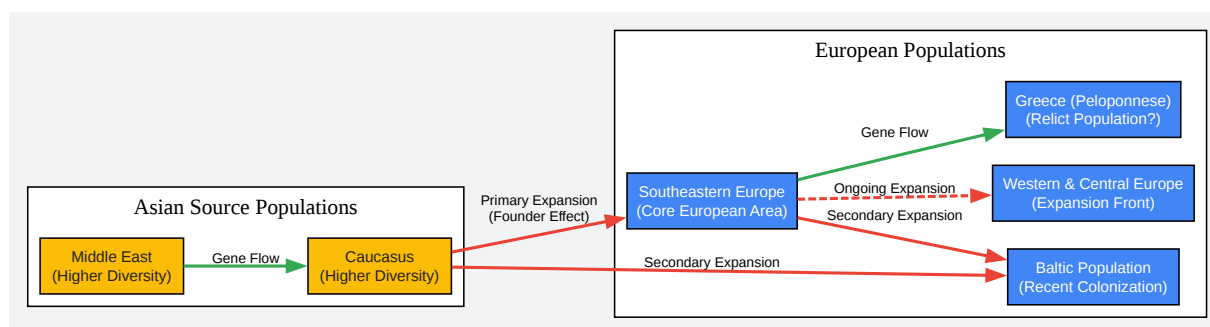 European Populations
Greece (Peloponnese)
(Relict Population?)
Gene Flow
Southeastern Europe
(Core European Area)
Ongoing Expansion
Western & Central Europe
(Expansion Front)
Primary Expansion
(Founder Effect)
Secondary Expansion
Asian Source Populations
Middle East
(Higher Diversity)
Gene Flow
Caucasus
(Higher Diversity)
Secondary Expansion
Baltic Population
(Recent Colonization)